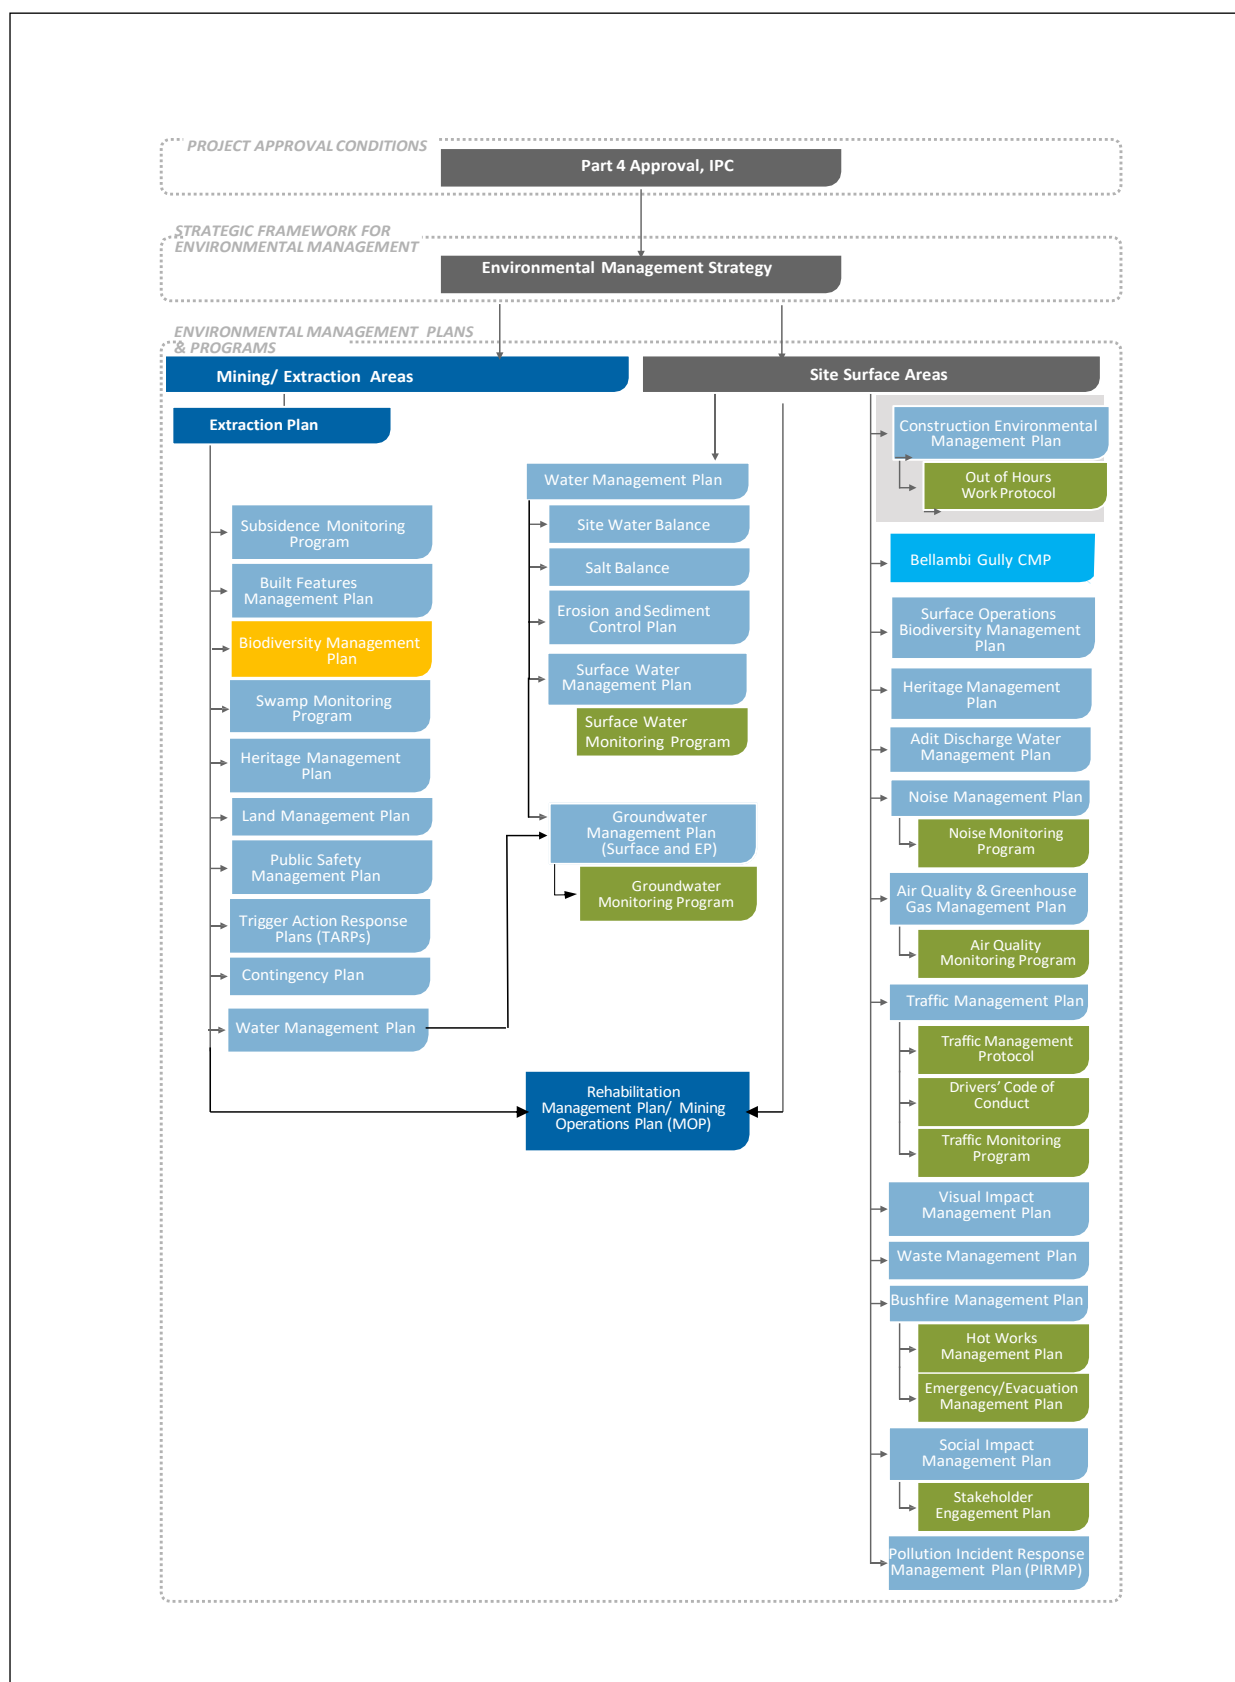 PROJECT APPROVAL CONDITIONS
Part 4 Approval, IPC
STRATEGIC FRAMEWORK FOR
ENVIRONMENTAL MANAGEMENT
Environmental Management Strategy
ENVIRONMENTAL MANAGEMENT PLANS
& PROGRAMS
Mining/ Extraction Areas
Extraction Plan
Subsidence Monitoring
Program
Built Features
Management Plan
Biodiversity Management
Plan
Swamp Monitoring
Program
Heritage Management
Plan
Land Management Plan
Public Safety
Management Plan
Trigger Action Response
Plans (TARPs)
Contingency Plan
Water Management Plan
Site Surface Areas
Water Management Plan
Site Water Balance
Salt Balance
Erosion and Sediment
Control Plan
Surface Water
Management Plan
Surface Water
Monitoring Program
Groundwater
Management Plan
(Surface and EP)
Groundwater
Monitoring Program
Rehabilitation
Management Plan/ Mining
Operations Plan (MOP)
Construction Environmental
Management Plan
Out of Hours
Work Protocol
Bellambi Gully CMP
Surface Operations
Biodiversity Management
Plan
Heritage Management
Plan
Adit Discharge Water
Management Plan
Noise Management Plan
Noise Monitoring
Program
Air Quality & Greenhouse
Gas Management Plan
Air Quality
Monitoring Program
Traffic Management Plan
Traffic Management
Protocol
Drivers’ Code of
Conduct
Traffic Monitoring
Program
Visual Impact
Management Plan
Waste Management Plan
Bushfire Management Plan
Hot Works
Management Plan
Emergency/Evacuation
Management Plan
Social Impact
Management Plan
Stakeholder
Engagement Plan
Pollution Incident Response
Management Plan (PIRMP)